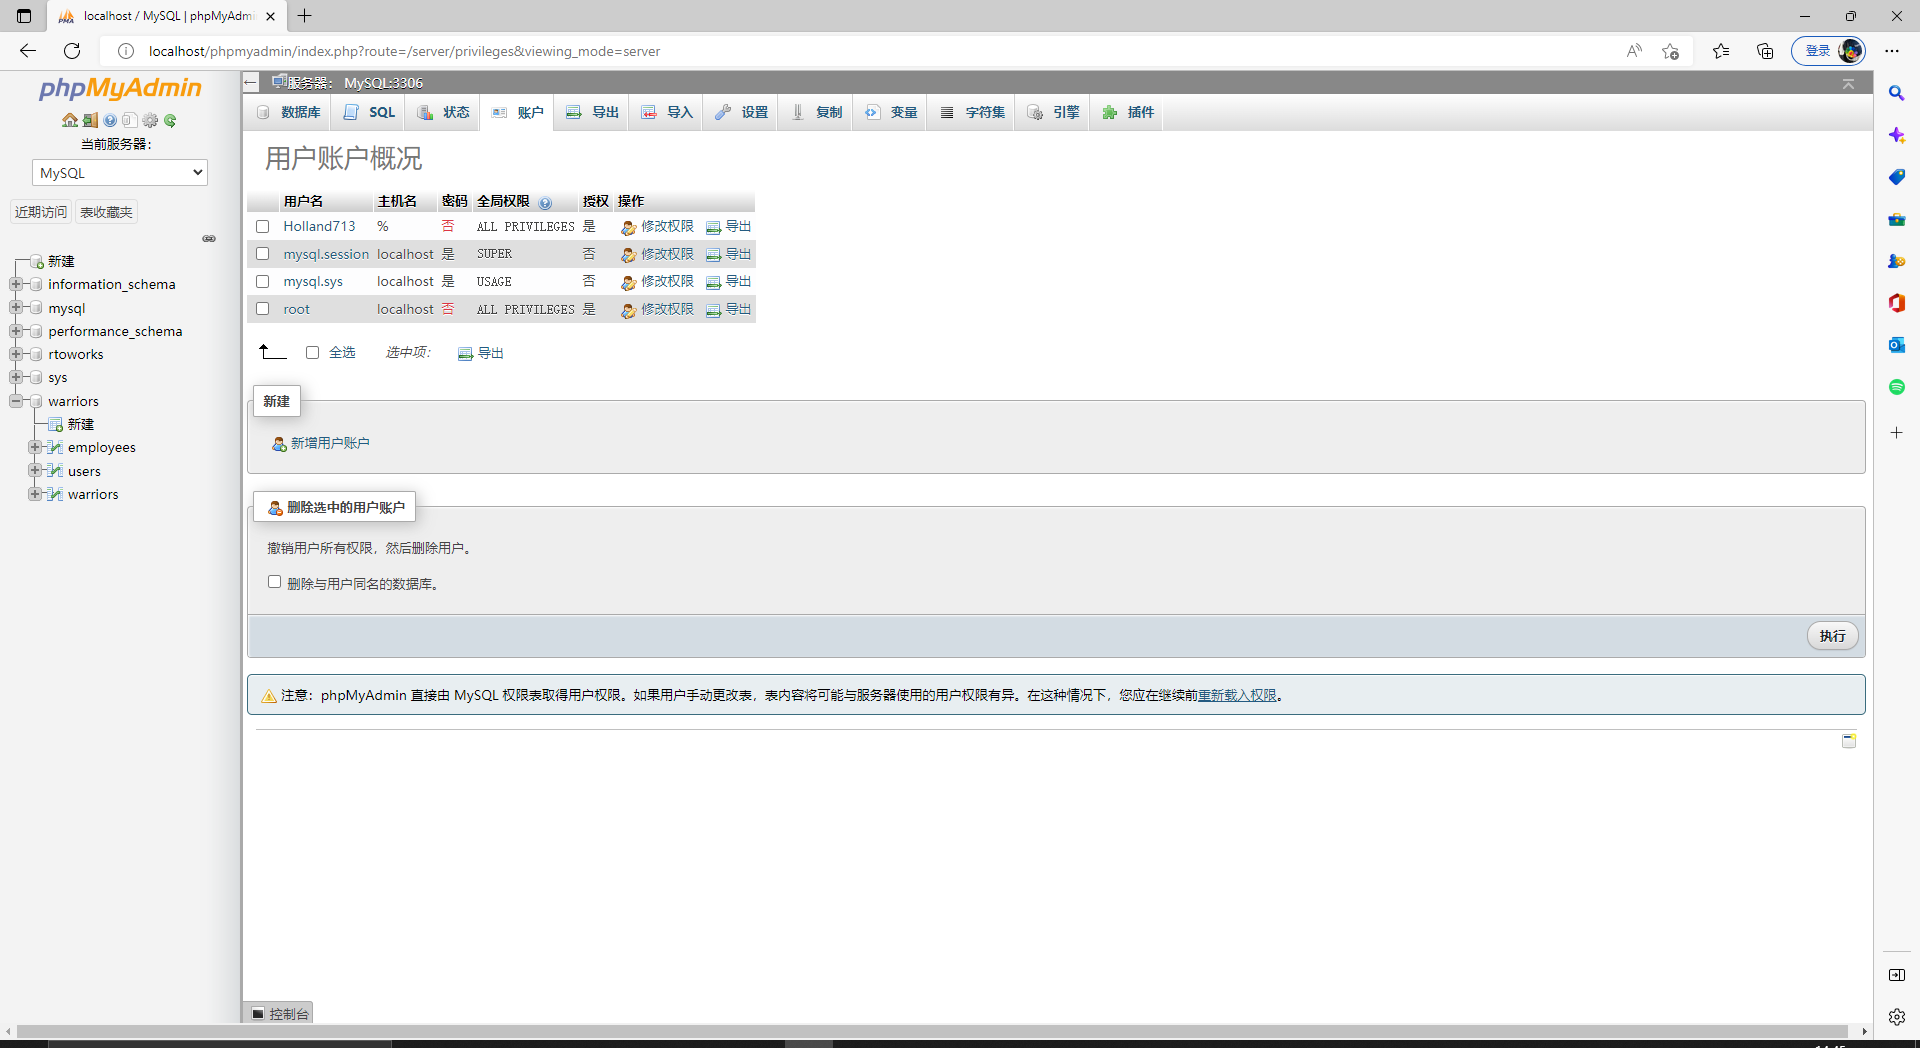 localhost / MySQL | phpMyAdmi
localhost/phpmyadmin/index.php?route=/server/privileges&viewing_mode=server
登录
phpMyAdmin
当前服务器：
MySQL
近期访问 表收藏夹
新建
information_schema
mysql
performance_schema
rtoworks
sys
warriors
新建
employees
users
warriors
服务器： MySQL:3306
数据库 SQL 状态 账户 导出 导入 设置 复制 变量 字符集 引擎 插件
用户账户概况
用户名 主机名 密码 全局权限 授权 操作
Holland713 % 否 ALL PRIVILEGES 是 修改权限 导出
mysql.session localhost 是 SUPER 否 修改权限 导出
mysql.sys localhost 是 USAGE 否 修改权限 导出
root localhost 否 ALL PRIVILEGES 是 修改权限 导出
全选 选中项： 导出
新建
新增用户账户
删除选中的用户账户
撤销用户所有权限，然后删除用户。
删除与用户同名的数据库。
执行
注意：phpMyAdmin 直接由 MySQL 权限表取得用户权限。如果用户手动更改表，表内容将可能与服务器使用的用户权限有异。在这种情况下，您应在继续前重新载入权限。
控制台